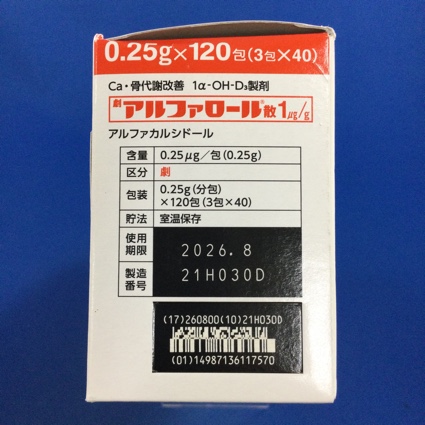 0.25g×120包(3包×40)
Ca・骨代謝改善 1α-OH-D₃製剤
劇 アルファロール®散1μg/g
アルファカルシドール
含量 0.25μg/包(0.25g)
区分 劇
包装 0.25g(分包)
×120包(3包×40)
貯法 室温保存
使用期限 2026.8
製造番号 21H030D
(17)260800(10)21H030D
(01)14987136117570